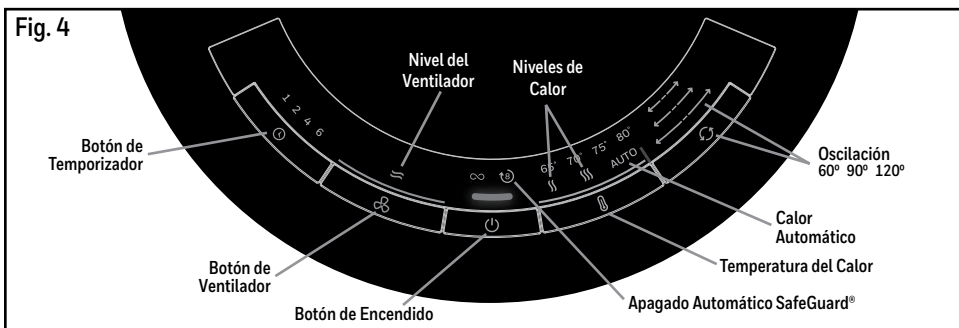 Fig. 4
Nivel del
Ventilador
Niveles de
Calor
1 2 4 6
∞ 8
65° 70° 75° 80°
AUTO
Botón de
Temporizador
Oscilación
60º 90º 120º
Calor
Automático
Botón de
Ventilador
Temperatura del Calor
Botón de Encendido
Apagado Automático SafeGuard®